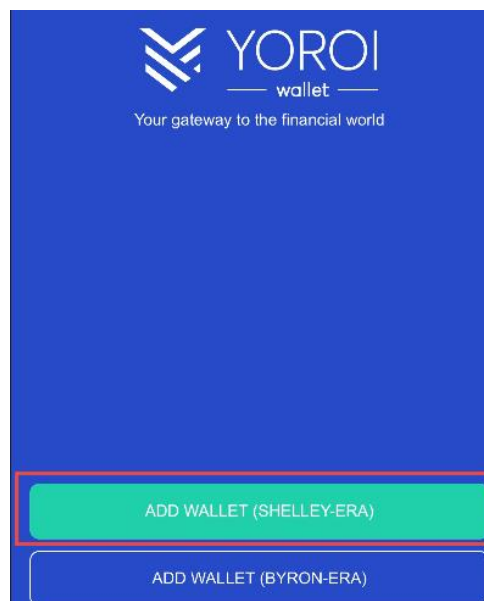 YOROI
wallet
Your gateway to the financial world
ADD WALLET (SHELLEY-ERA)
ADD WALLET (BYRON-ERA)